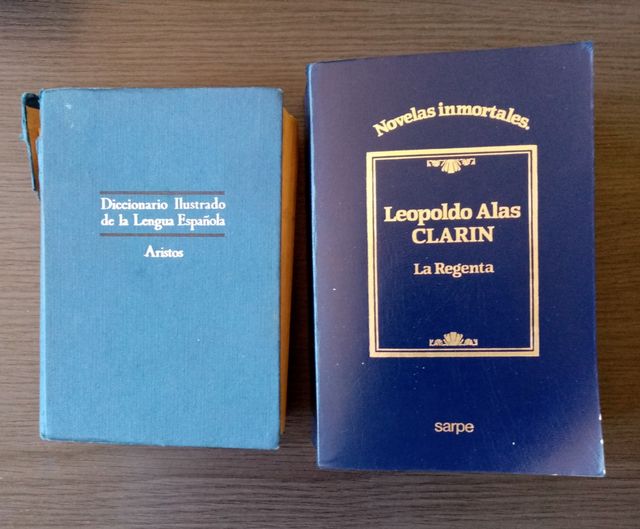 Diccionario Ilustrado
de la Lengua Española
Aristos
Novelas inmortales.
Leopoldo Alas
CLARIN
La Regenta
sarpe